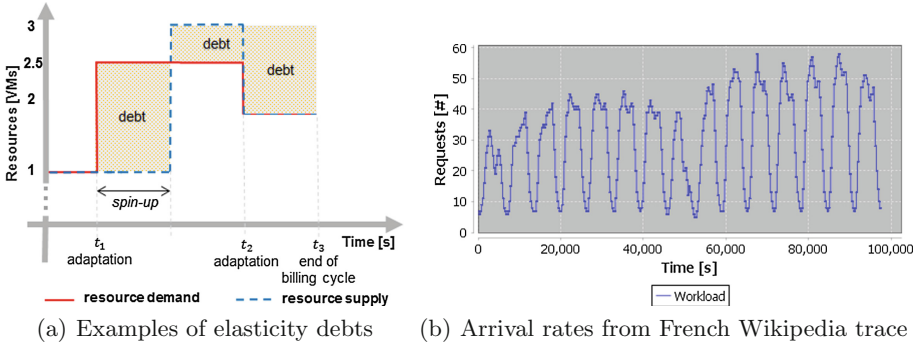 3
2.5
2
1
Resources [VMs]
debt
debt
debt
spin-up
t1
adaptation
t2
adaptation
t3
end of
billing cycle
Time [s]
resource demand
resource supply
(a) Examples of elasticity debts
60
50
40
30
20
10
0
Requests [#]
0
20,000
40,000
60,000
80,000
100,000
Time [s]
Workload
(b) Arrival rates from French Wikipedia trace